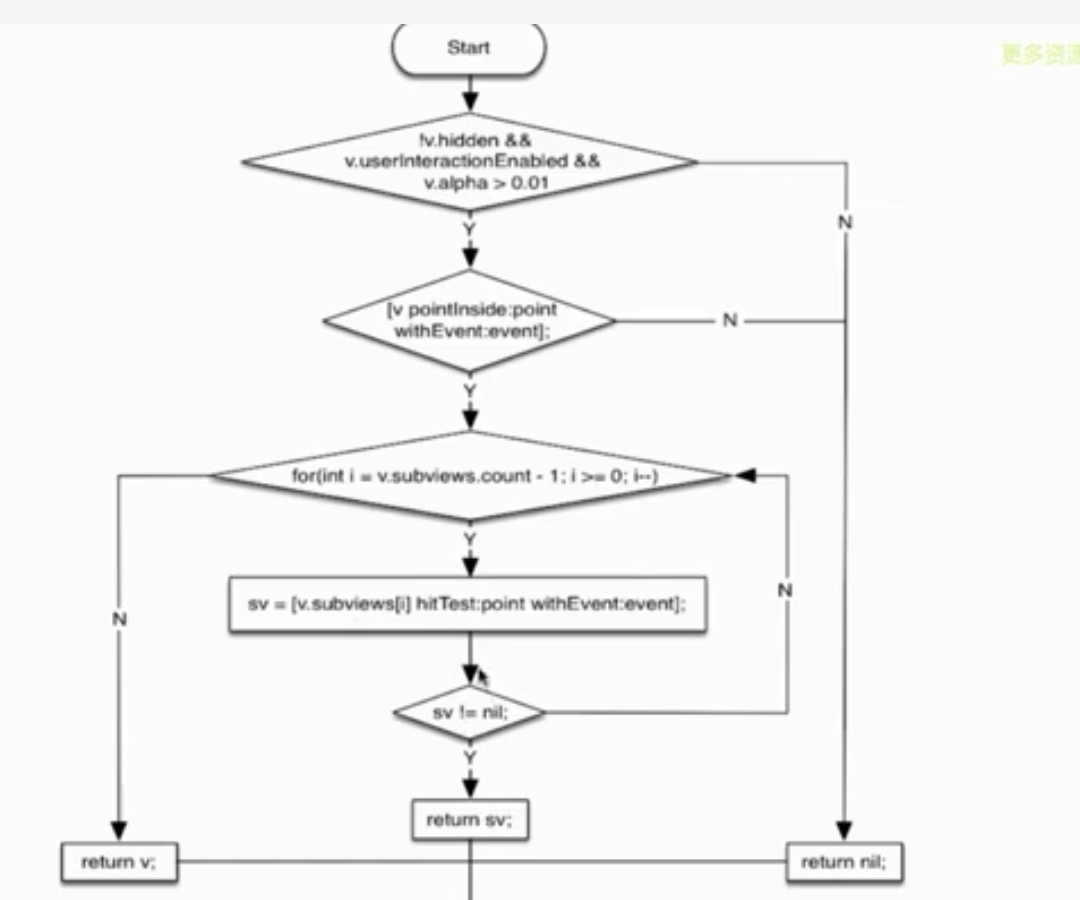 Start
更多资源
!v.hidden &&
v.userInteractionEnabled &&
v.alpha > 0.01
N
Y
[v pointInside:point
withEvent:event];
N
Y
for(int i = v.subviews.count - 1; i >= 0; i--)
Y
N
sv = [v.subviews[i] hitTest:point withEvent:event];
N
sv != nil;
Y
return sv;
return v;
return nil;